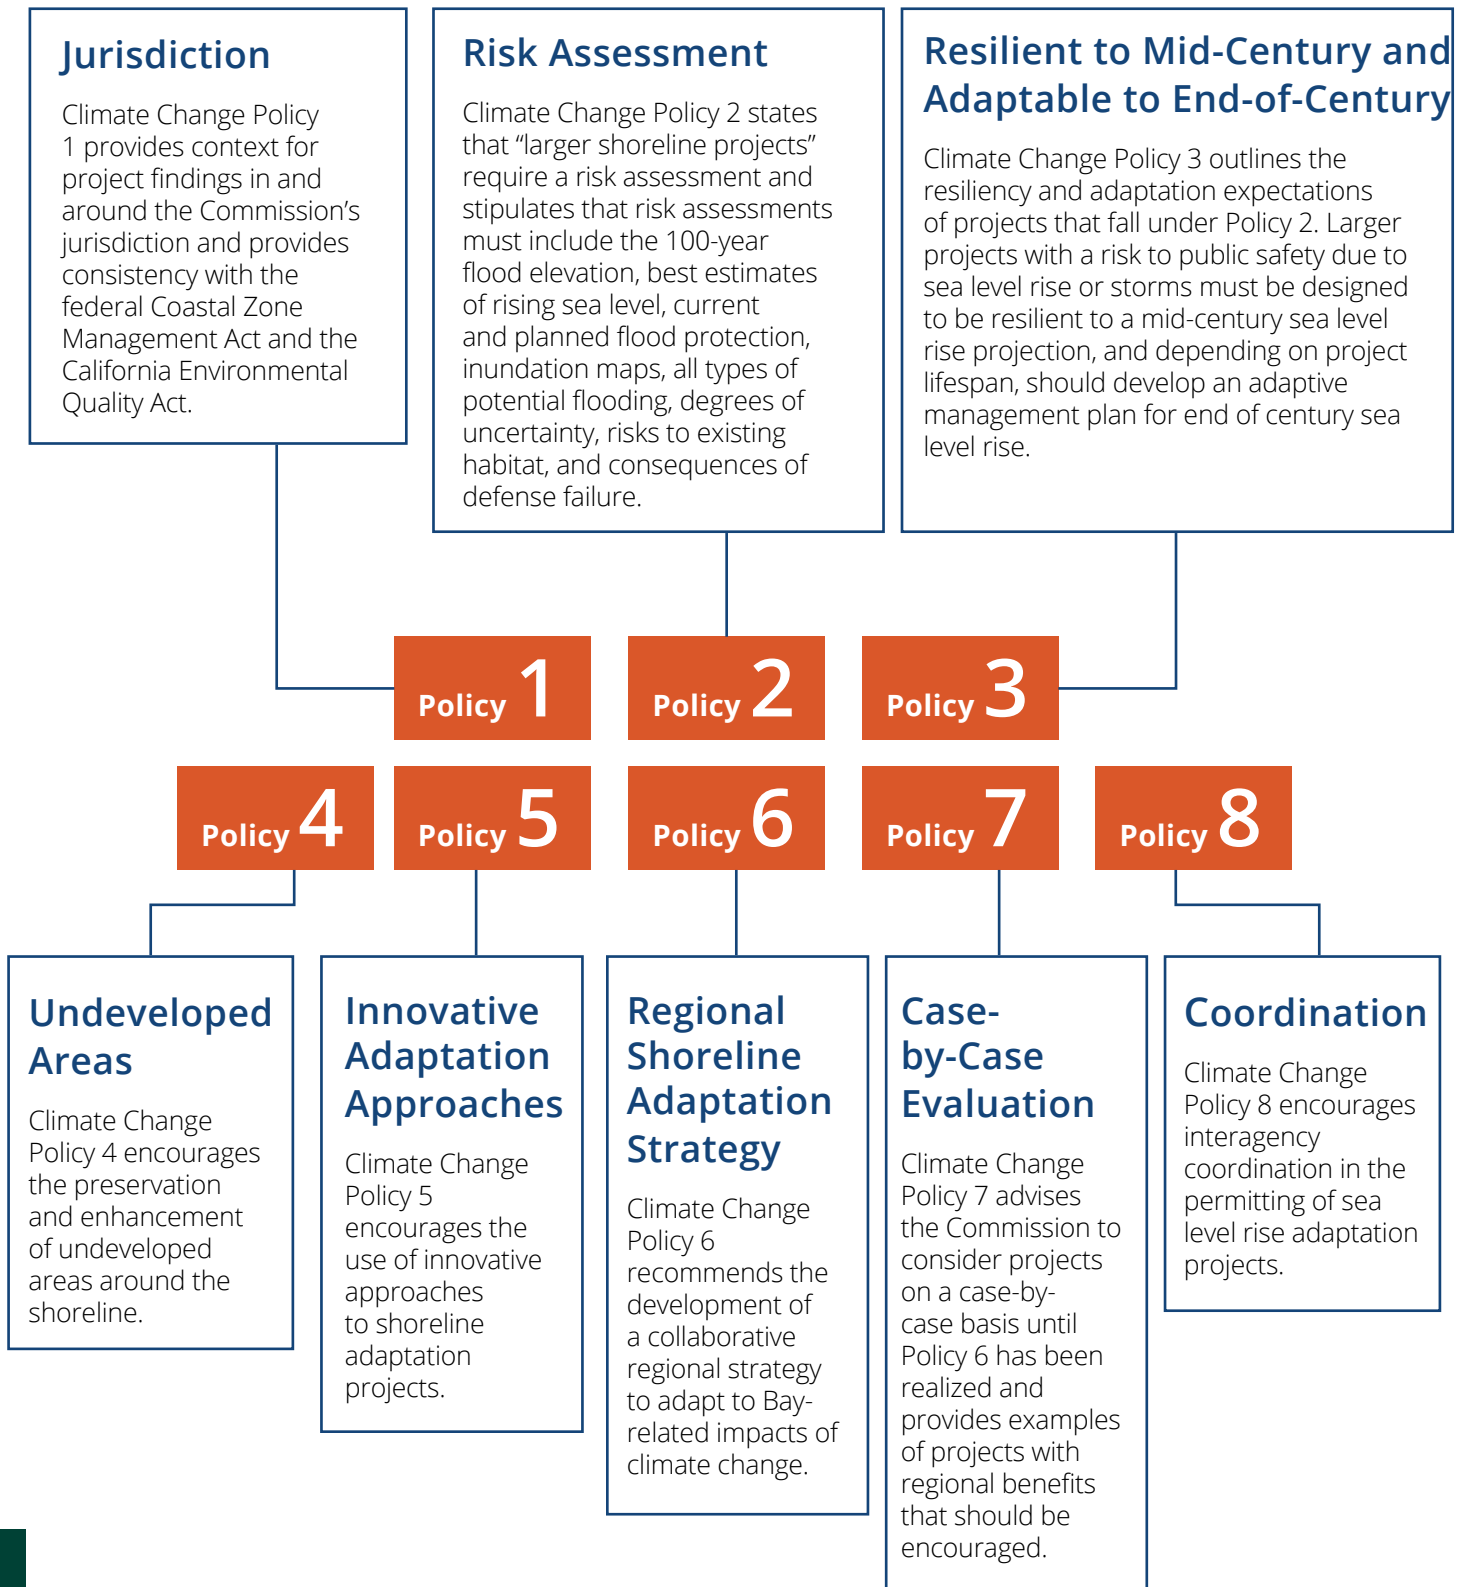 Jurisdiction
Climate Change Policy
1 provides context for
project findings in and
around the Commission’s
jurisdiction and provides
consistency with the
federal Coastal Zone
Management Act and the
California Environmental
Quality Act.
Risk Assessment
Climate Change Policy 2 states
that “larger shoreline projects”
require a risk assessment and
stipulates that risk assessments
must include the 100-year
flood elevation, best estimates
of rising sea level, current
and planned flood protection,
inundation maps, all types of
potential flooding, degrees of
uncertainty, risks to existing
habitat, and consequences of
defense failure.
Resilient to Mid-Century and
Adaptable to End-of-Century
Climate Change Policy 3 outlines the
resiliency and adaptation expectations
of projects that fall under Policy 2. Larger
projects with a risk to public safety due to
sea level rise or storms must be designed
to be resilient to a mid-century sea level
rise projection, and depending on project
lifespan, should develop an adaptive
management plan for end of century sea
level rise.
Policy 1
Policy 2
Policy 3
Policy 4
Policy 5
Policy 6
Policy 7
Policy 8
Undeveloped
Areas
Climate Change
Policy 4 encourages
the preservation
and enhancement
of undeveloped
areas around the
shoreline.
Innovative
Adaptation
Approaches
Climate Change
Policy 5
encourages the
use of innovative
approaches
to shoreline
adaptation
projects.
Regional
Shoreline
Adaptation
Strategy
Climate Change
Policy 6
recommends the
development of
a collaborative
regional strategy
to adapt to Bay-
related impacts of
climate change.
Case-
by-Case
Evaluation
Climate Change
Policy 7 advises
the Commission to
consider projects
on a case-by-
case basis until
Policy 6 has been
realized and
provides examples
of projects with
regional benefits
that should be
encouraged.
Coordination
Climate Change
Policy 8 encourages
interagency
coordination in the
permitting of sea
level rise adaptation
projects.